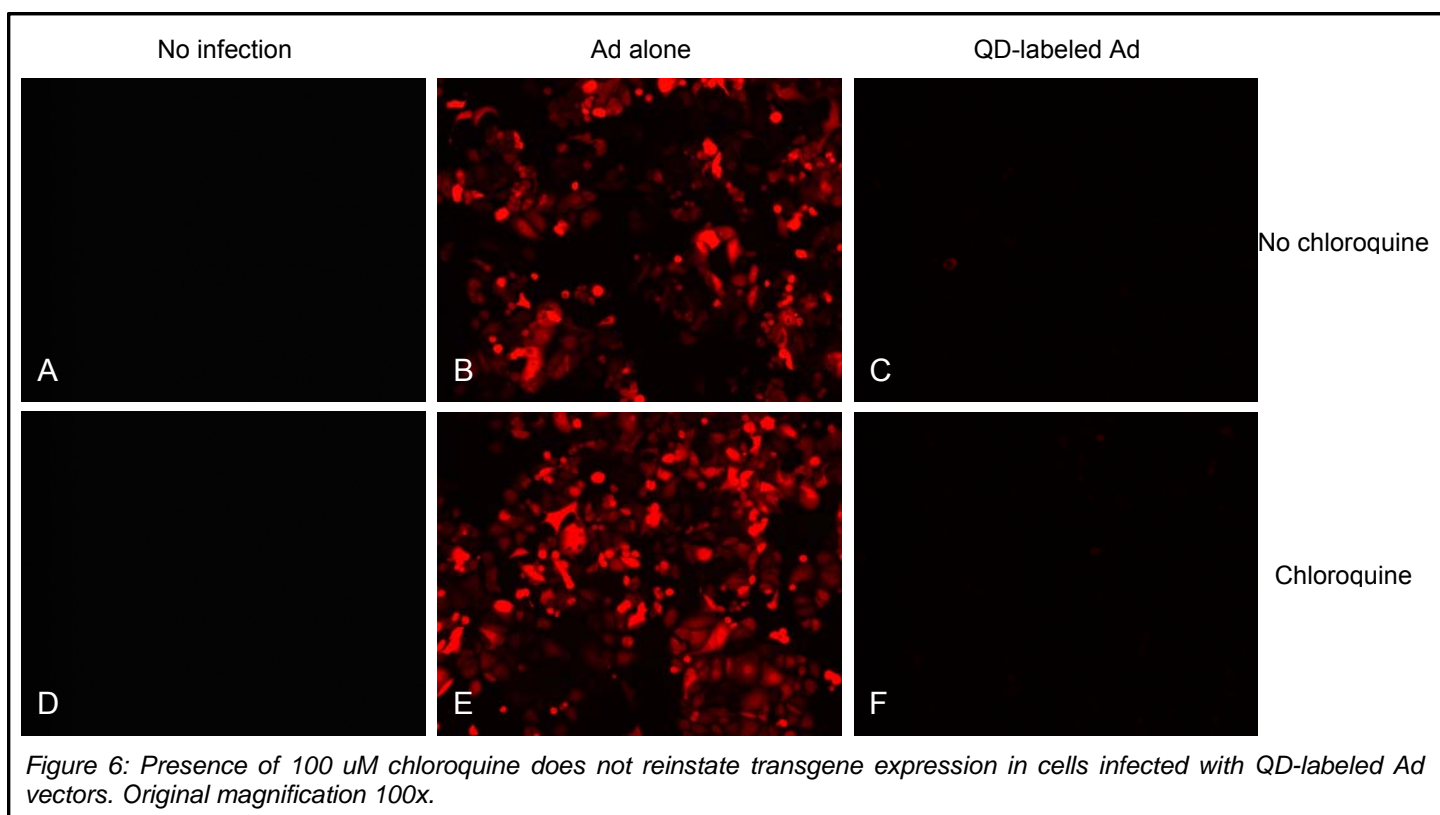 No infection Ad alone QD-labeled Ad
A B C No chloroquine
D E F Chloroquine
Figure 6: Presence of 100 uM chloroquine does not reinstate transgene expression in cells infected with QD-labeled Ad
vectors. Original magnification 100x.